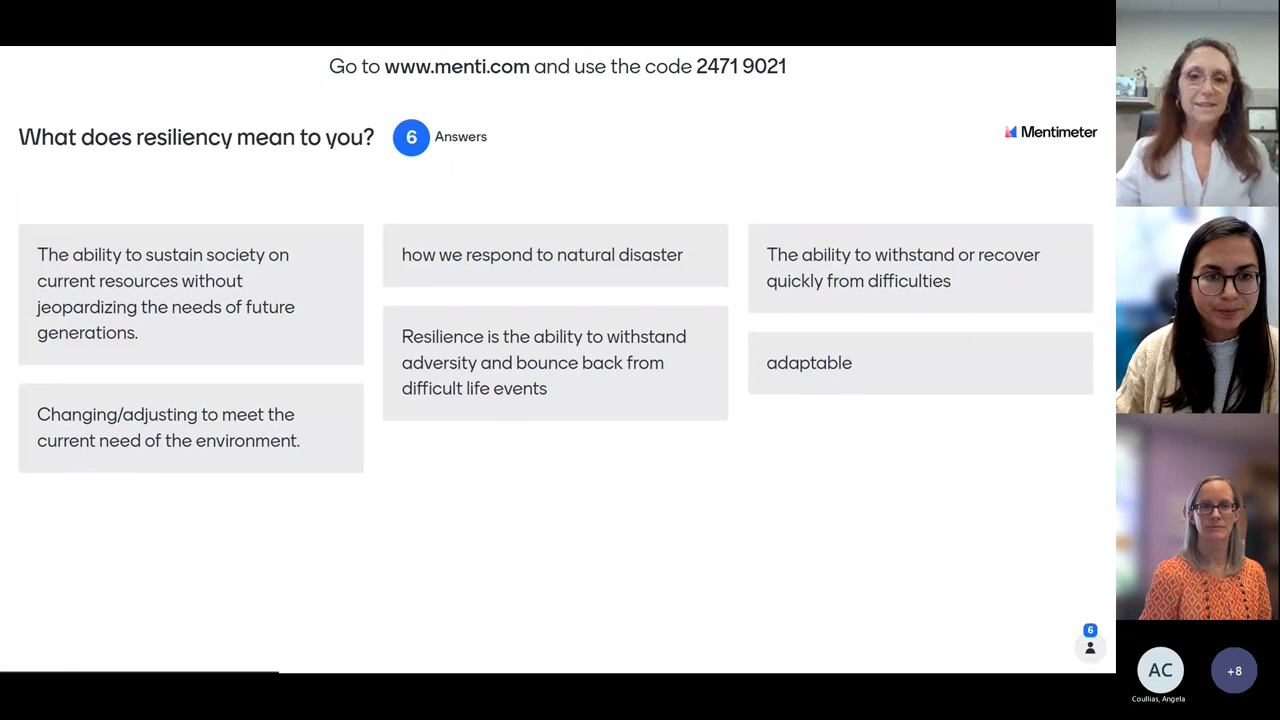 Go to www.menti.com and use the code 2471 9021
What does resiliency mean to you?
6
Answers
Mentimeter
The ability to sustain society on
current resources without
jeopardizing the needs of future
generations.
Changing/adjusting to meet the
current need of the environment.
how we respond to natural disaster
Resilience is the ability to withstand
adversity and bounce back from
difficult life events
The ability to withstand or recover
quickly from difficulties
adaptable
6
AC
Coullias, Angela
+8